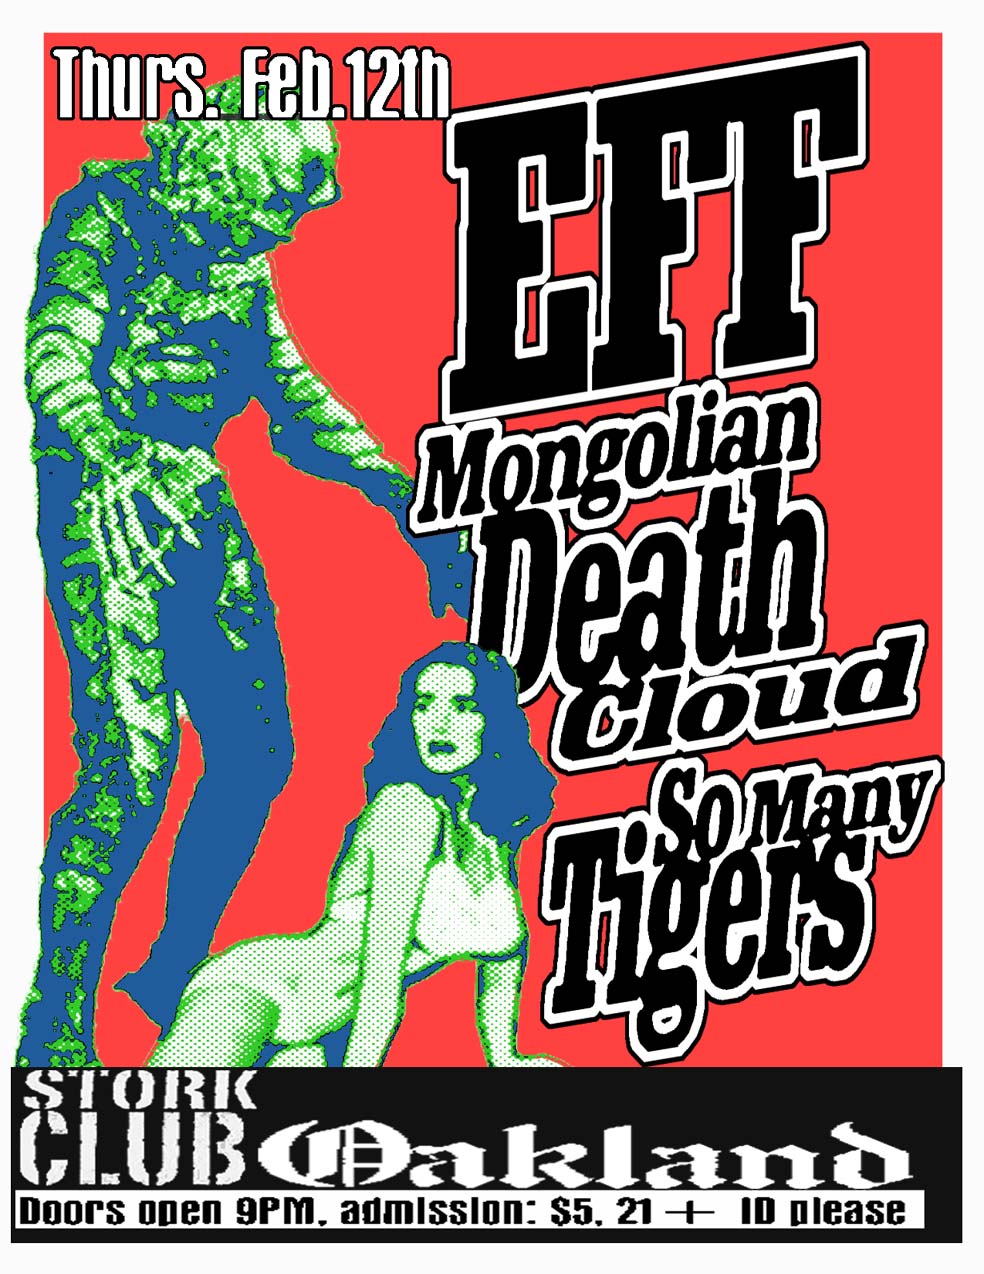 Thurs. Feb.12th
EFT
Mongolian
Death
Cloud
So Many
Tigers
STORK
CLUB Oakland
Doors open 9PM, admission: $5, 21 + ID please